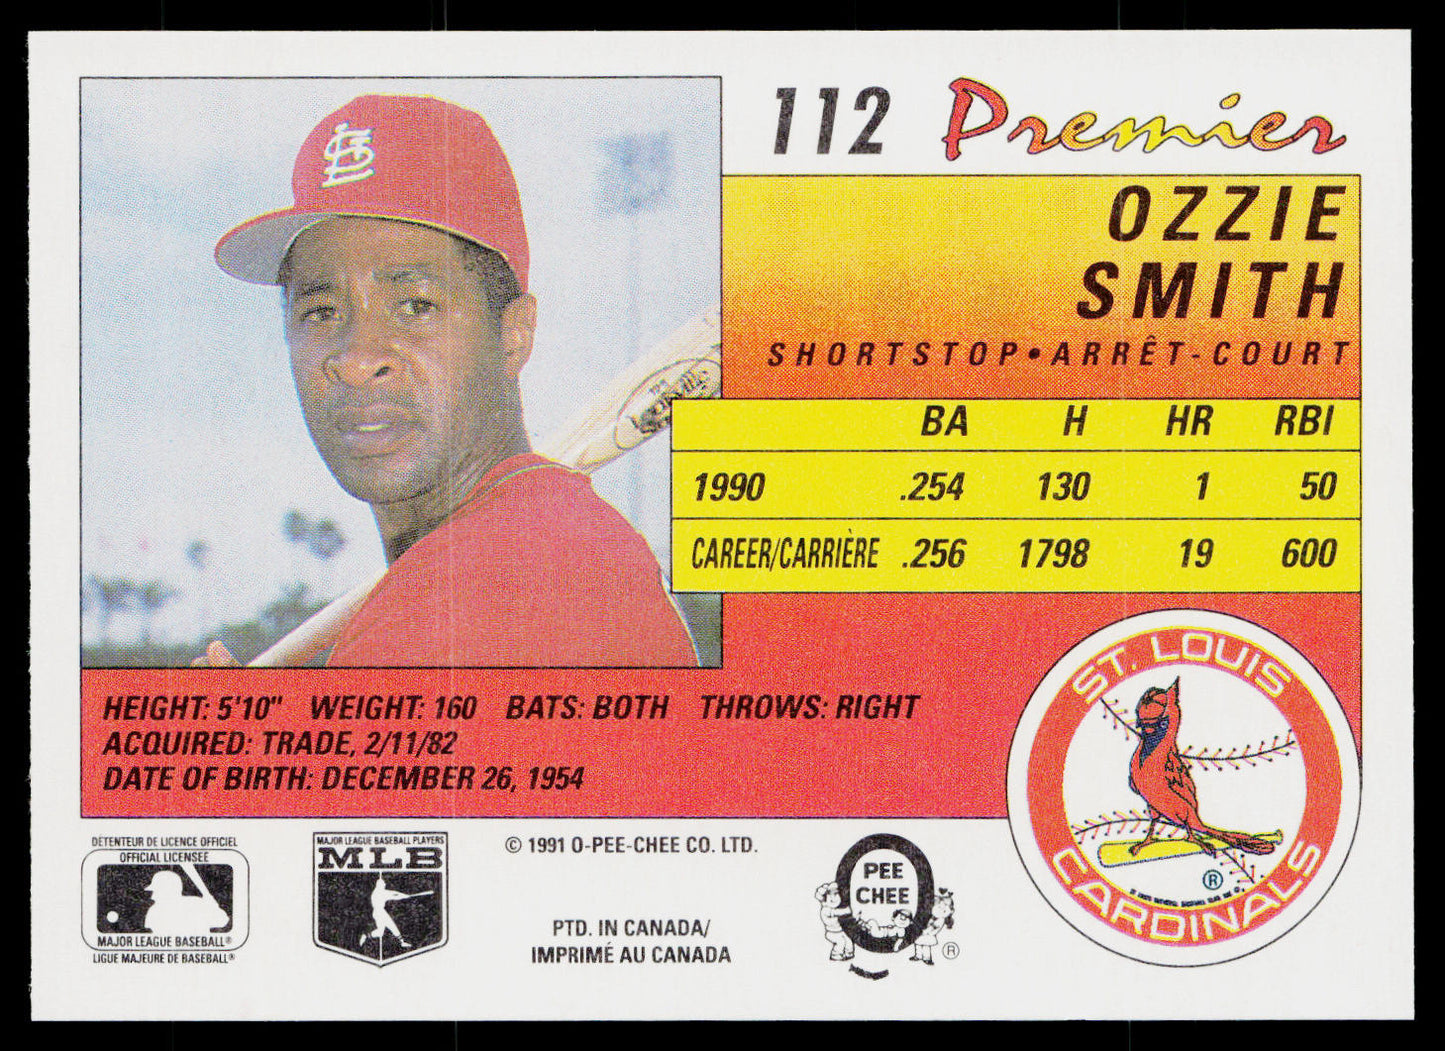 112 Premier
OZZIE
SMITH
SHORTSTOP•ARRÊT-COURT
BA H HR RBI
1990 .254 130 1 50
CAREER/CARRIÈRE .256 1798 19 600
HEIGHT: 5'10" WEIGHT: 160 BATS: BOTH THROWS: RIGHT
ACQUIRED: TRADE, 2/11/82
DATE OF BIRTH: DECEMBER 26, 1954
ST. LOUIS
CARDINALS
®
DÉTENTEUR DE LICENCE OFFICIEL
OFFICIAL LICENSEE
MAJOR LEAGUE BASEBALL®
LIGUE MAJEURE DE BASEBALL®
MAJOR LEAGUE BASEBALL PLAYERS
MLB
© 1991 O-PEE-CHEE CO. LTD.
PTD. IN CANADA/
IMPRIMÉ AU CANADA
PEE
CHEE
®
StL
Louisville